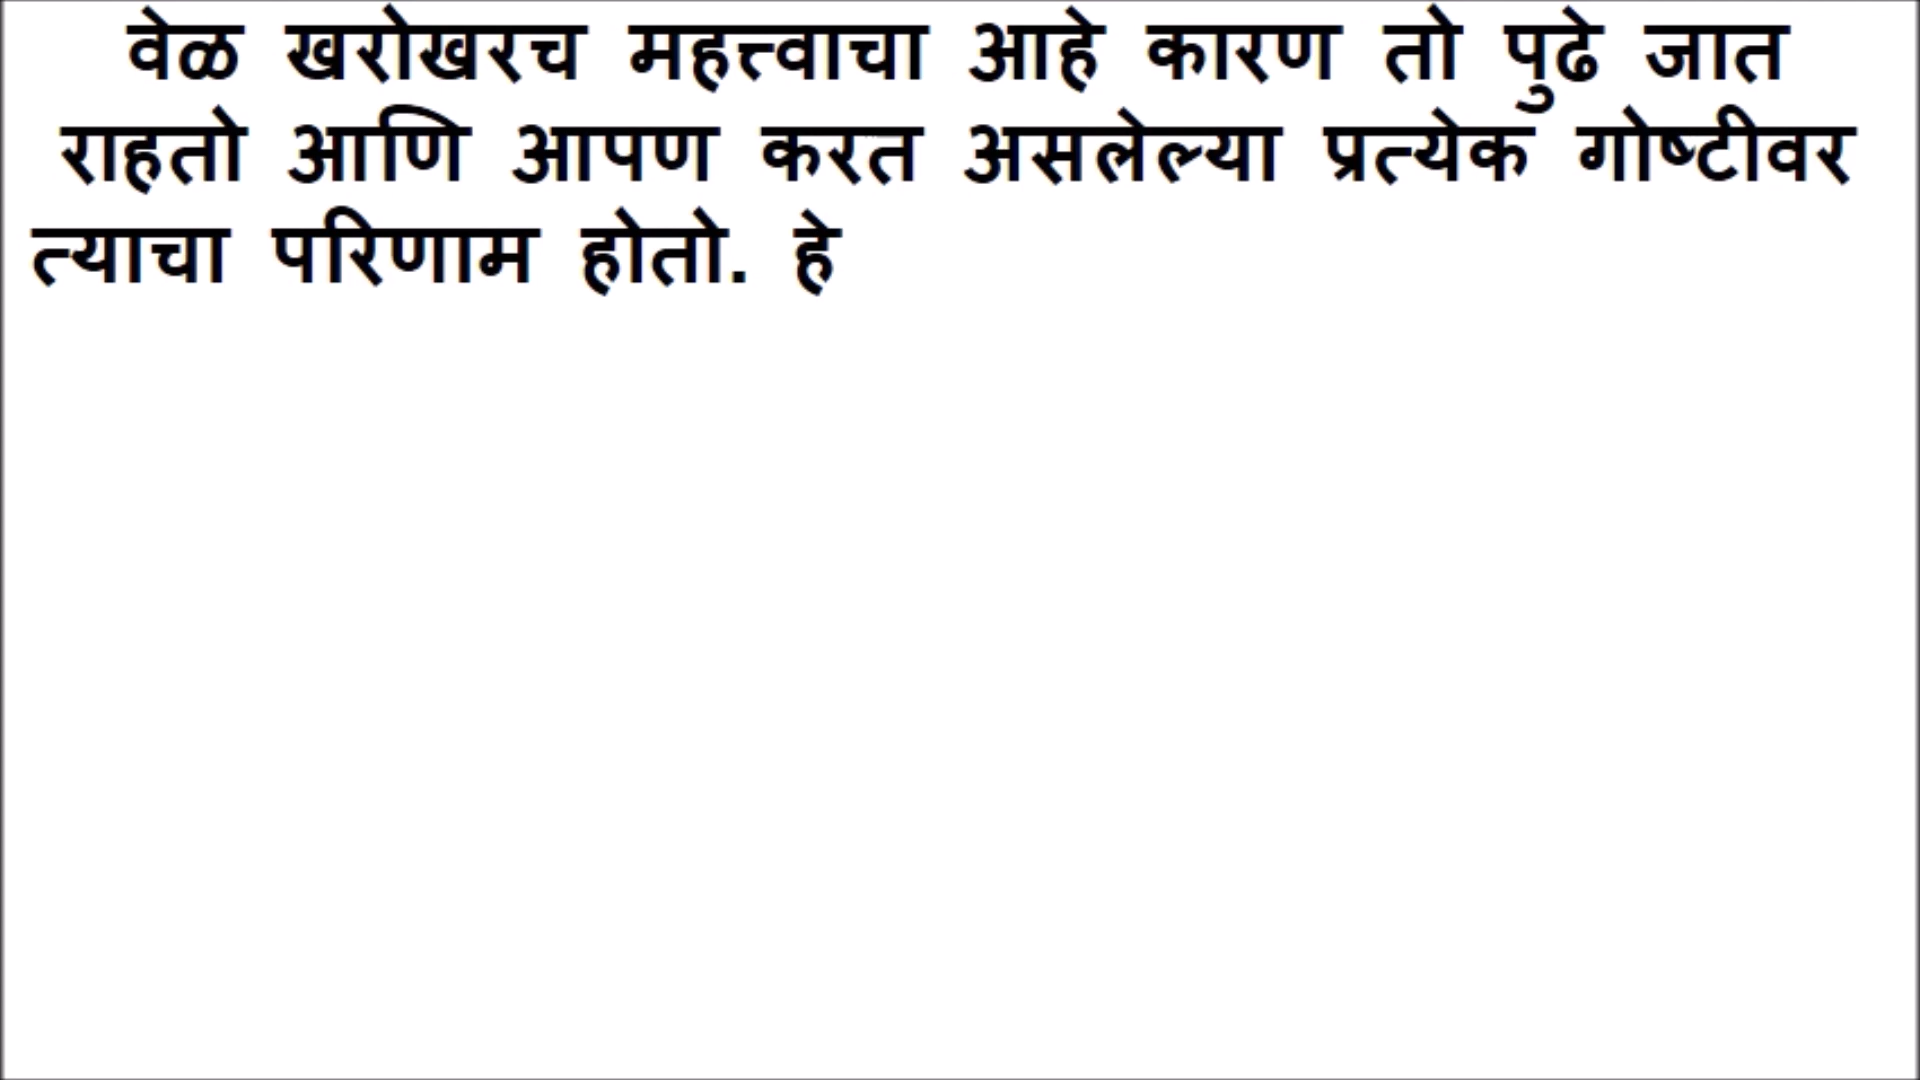 वेळ खरोखरच महत्त्वाचा आहे कारण तो पुढे जात
राहतो आणि आपण करत असलेल्या प्रत्येक गोष्टीवर
त्याचा परिणाम होतो. हे